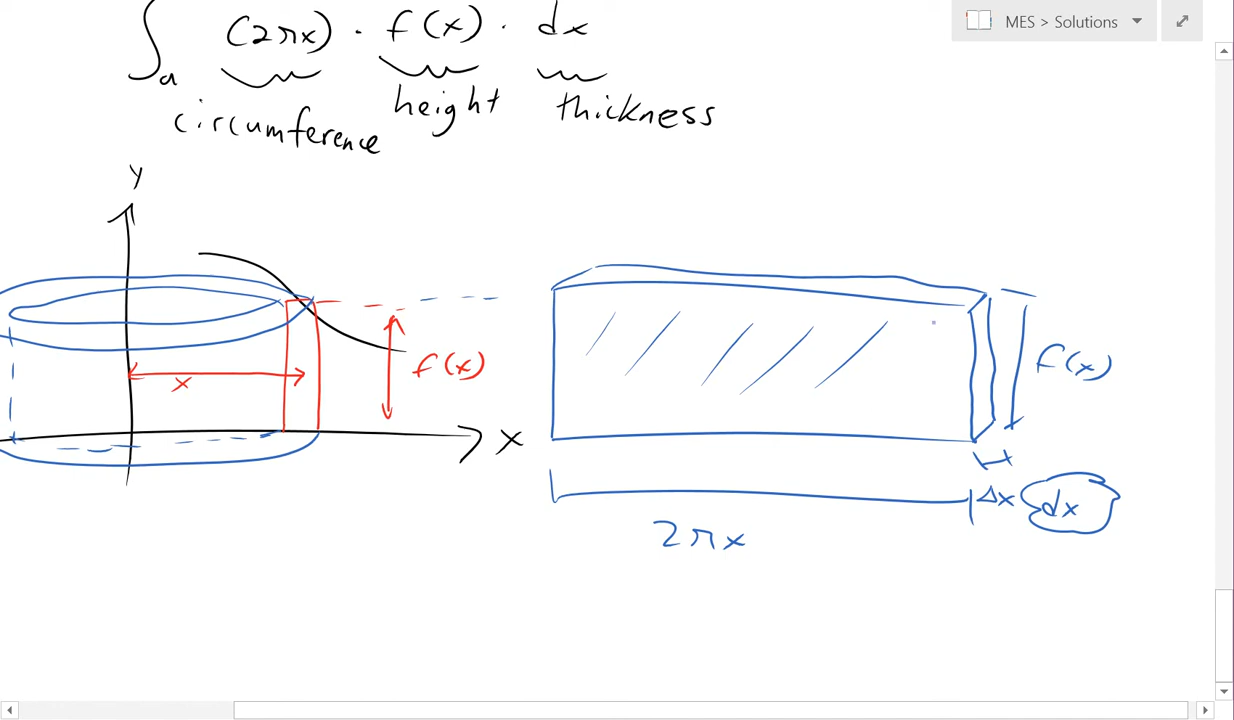 MES > Solutions
∫a (2πx) · f(x) · dx
circumference height thickness
y
x
f(x)
x
f(x)
Δx dx
2πx